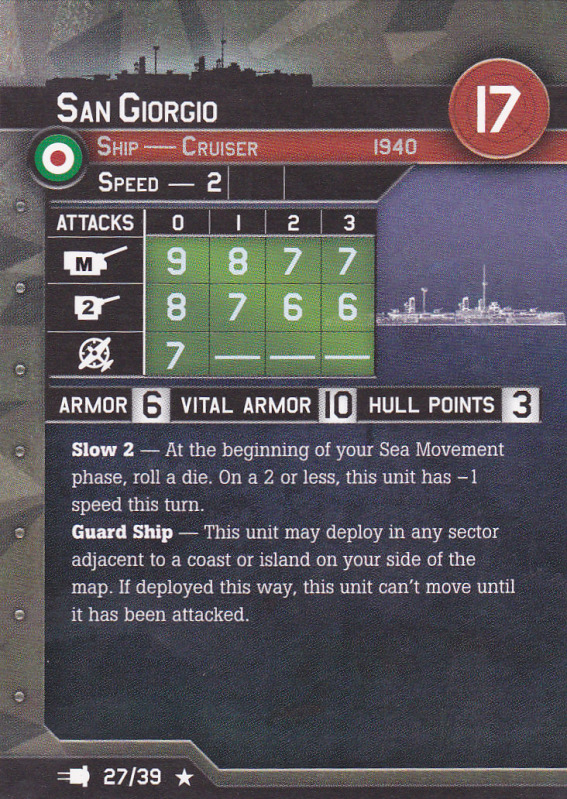 SAN GIORGIO
17
SHIP — CRUISER 1940
SPEED — 2
ATTACKS 0 1 2 3
M 9 8 7 7
2 8 7 6 6
7 — — —
ARMOR 6 VITAL ARMOR 10 HULL POINTS 3
Slow 2 — At the beginning of your Sea Movement
phase, roll a die. On a 2 or less, this unit has –1
speed this turn.
Guard Ship — This unit may deploy in any sector
adjacent to a coast or island on your side of the
map. If deployed this way, this unit can't move until
it has been attacked.
27/39 ★